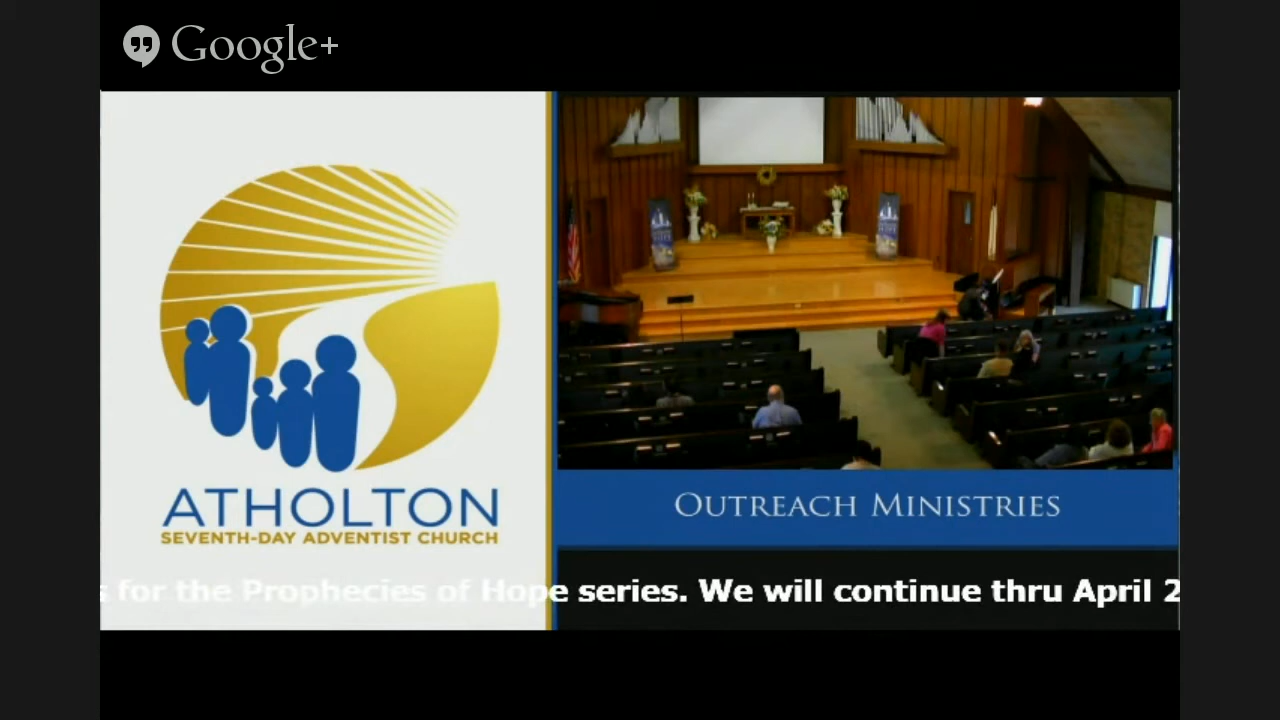 Google+
ATHOLTON
SEVENTH-DAY ADVENTIST CHURCH
OUTREACH MINISTRIES
s for the Prophecies of Hope series. We will continue thru April 2